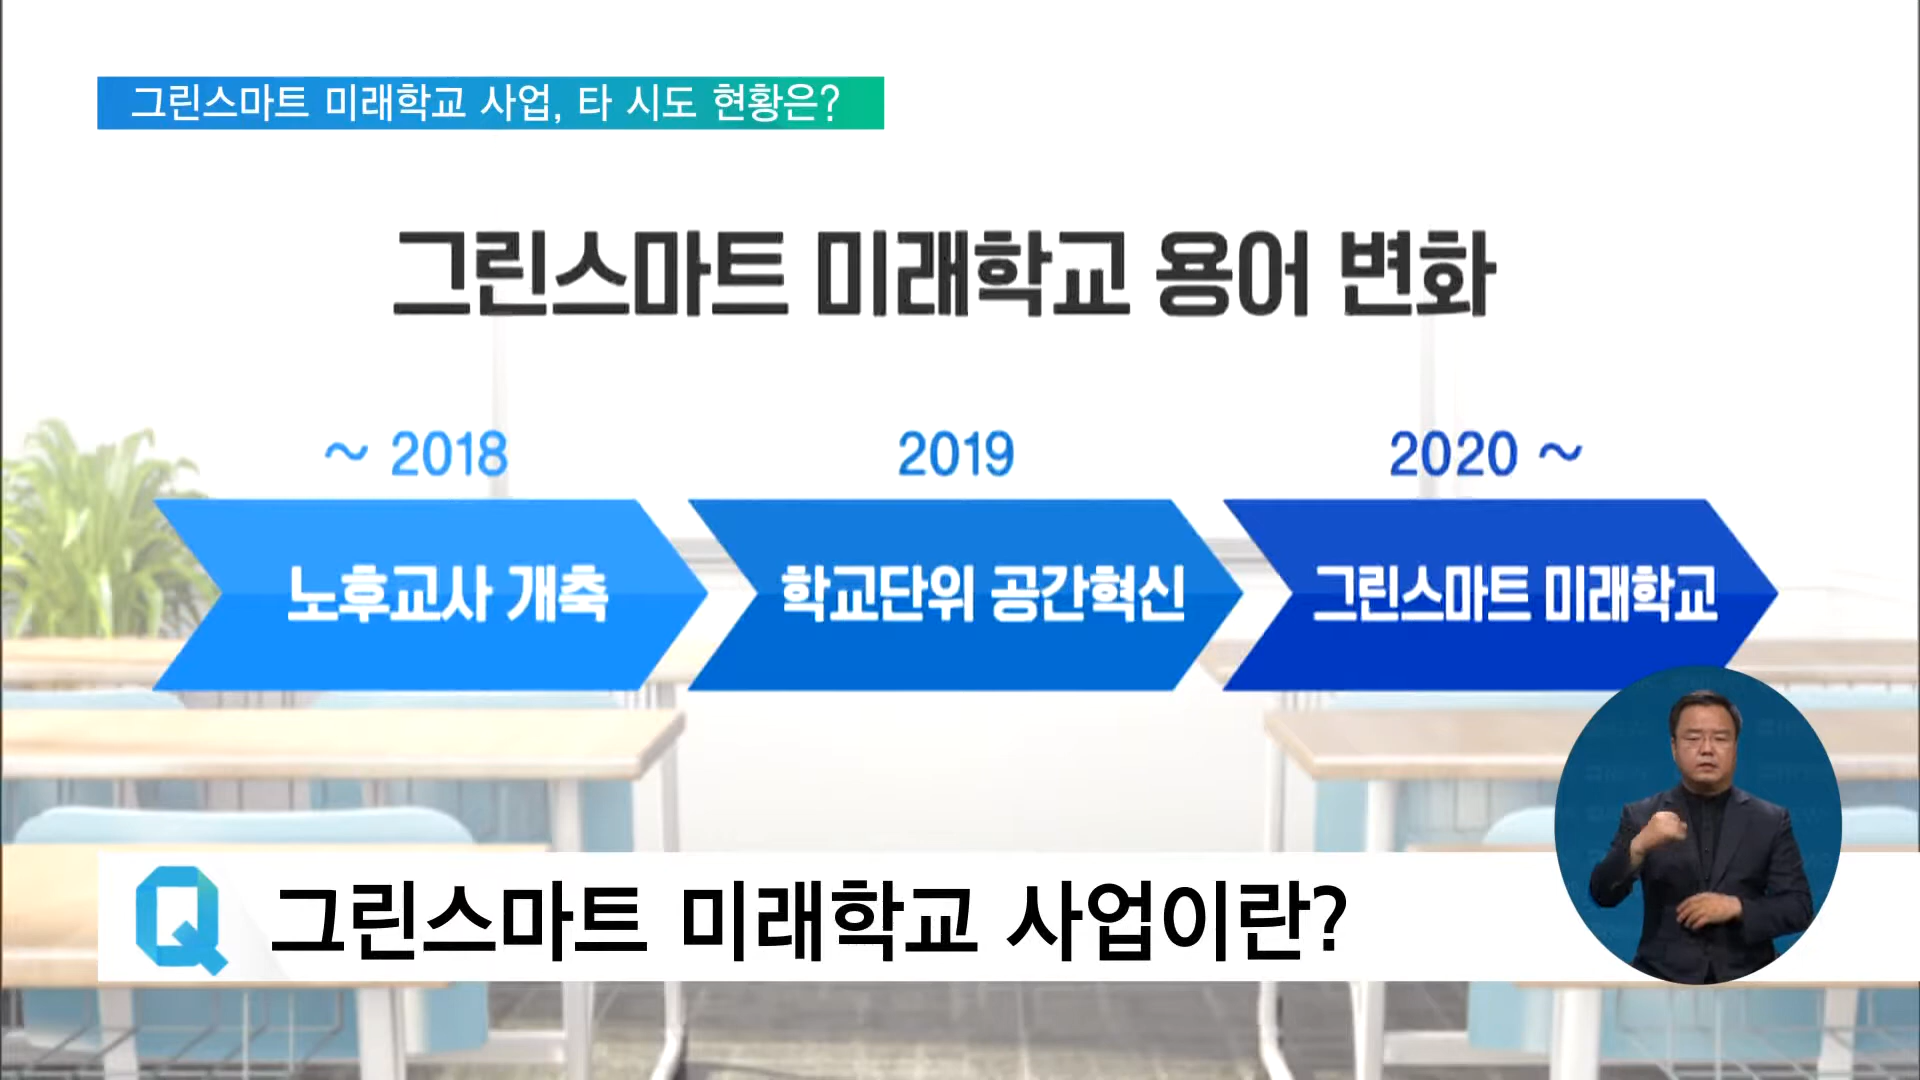 그린스마트 미래학교 사업, 타 시도 현황은?
그린스마트 미래학교 용어 변화
~ 2018
2019
2020 ~
노후교사 개축
학교단위 공간혁신
그린스마트 미래학교
Q 그린스마트 미래학교 사업이란?